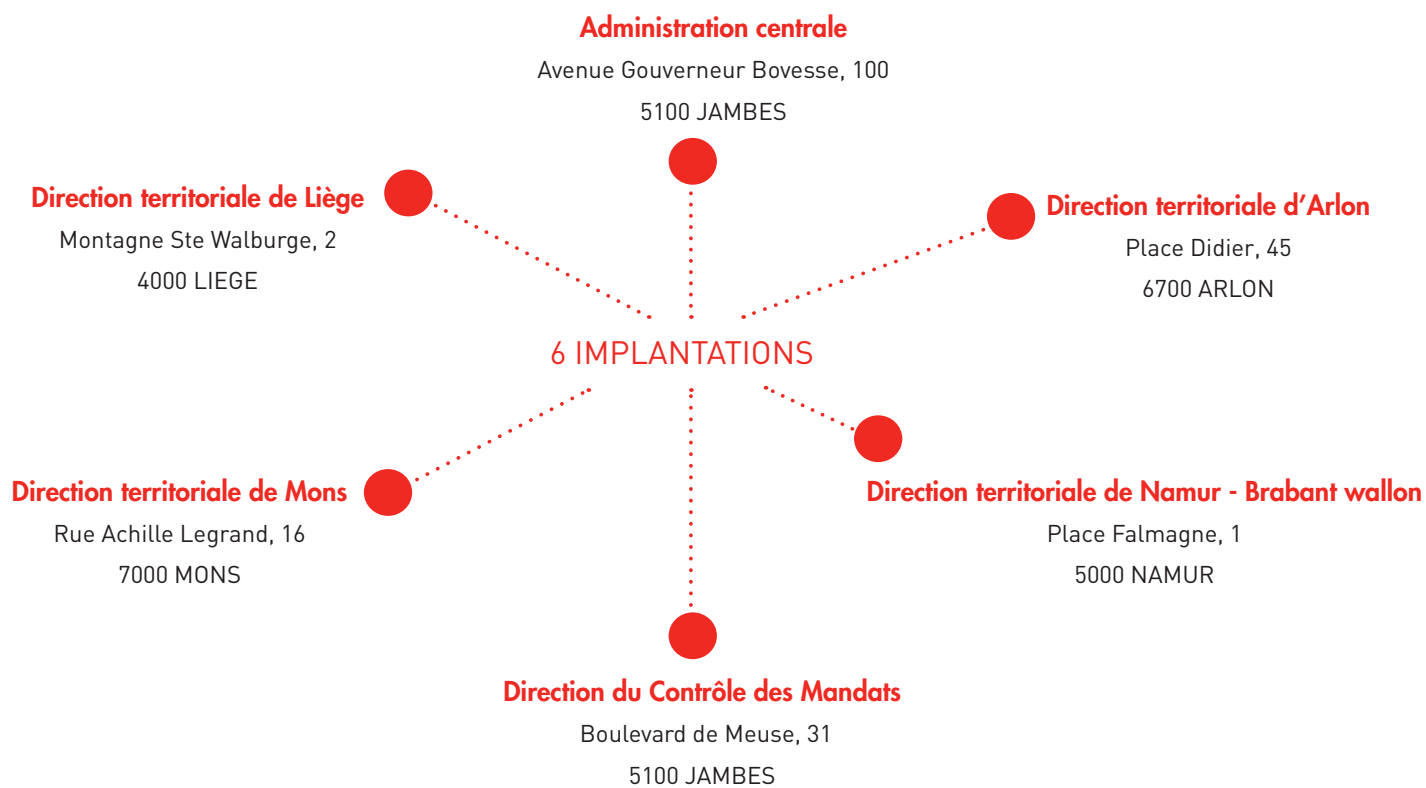 Administration centrale
Avenue Gouverneur Bovesse, 100
5100 JAMBES
Direction territoriale de Liège
Montagne Ste Walburge, 2
4000 LIEGE
Direction territoriale d'Arlon
Place Didier, 45
6700 ARLON
6 IMPLANTATIONS
Direction territoriale de Mons
Rue Achille Legrand, 16
7000 MONS
Direction territoriale de Namur - Brabant wallon
Place Falmagne, 1
5000 NAMUR
Direction du Contrôle des Mandats
Boulevard de Meuse, 31
5100 JAMBES